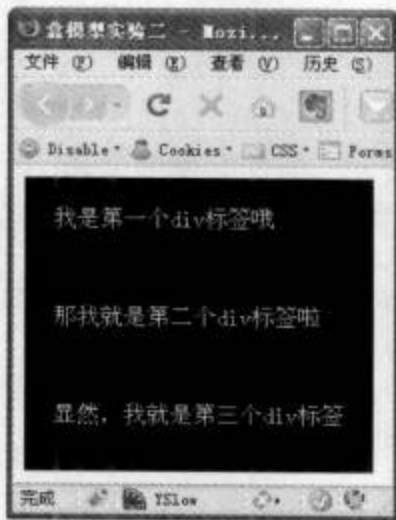 盒模型实验二 - Mozi...
文件 (F) 编辑 (E) 查看 (V) 历史 (S)
Disable Cookies CSS Forms
我是第一个div标签哦
那我就是第二个div标签啦
显然，我就是第三个div标签
完成 YSlow